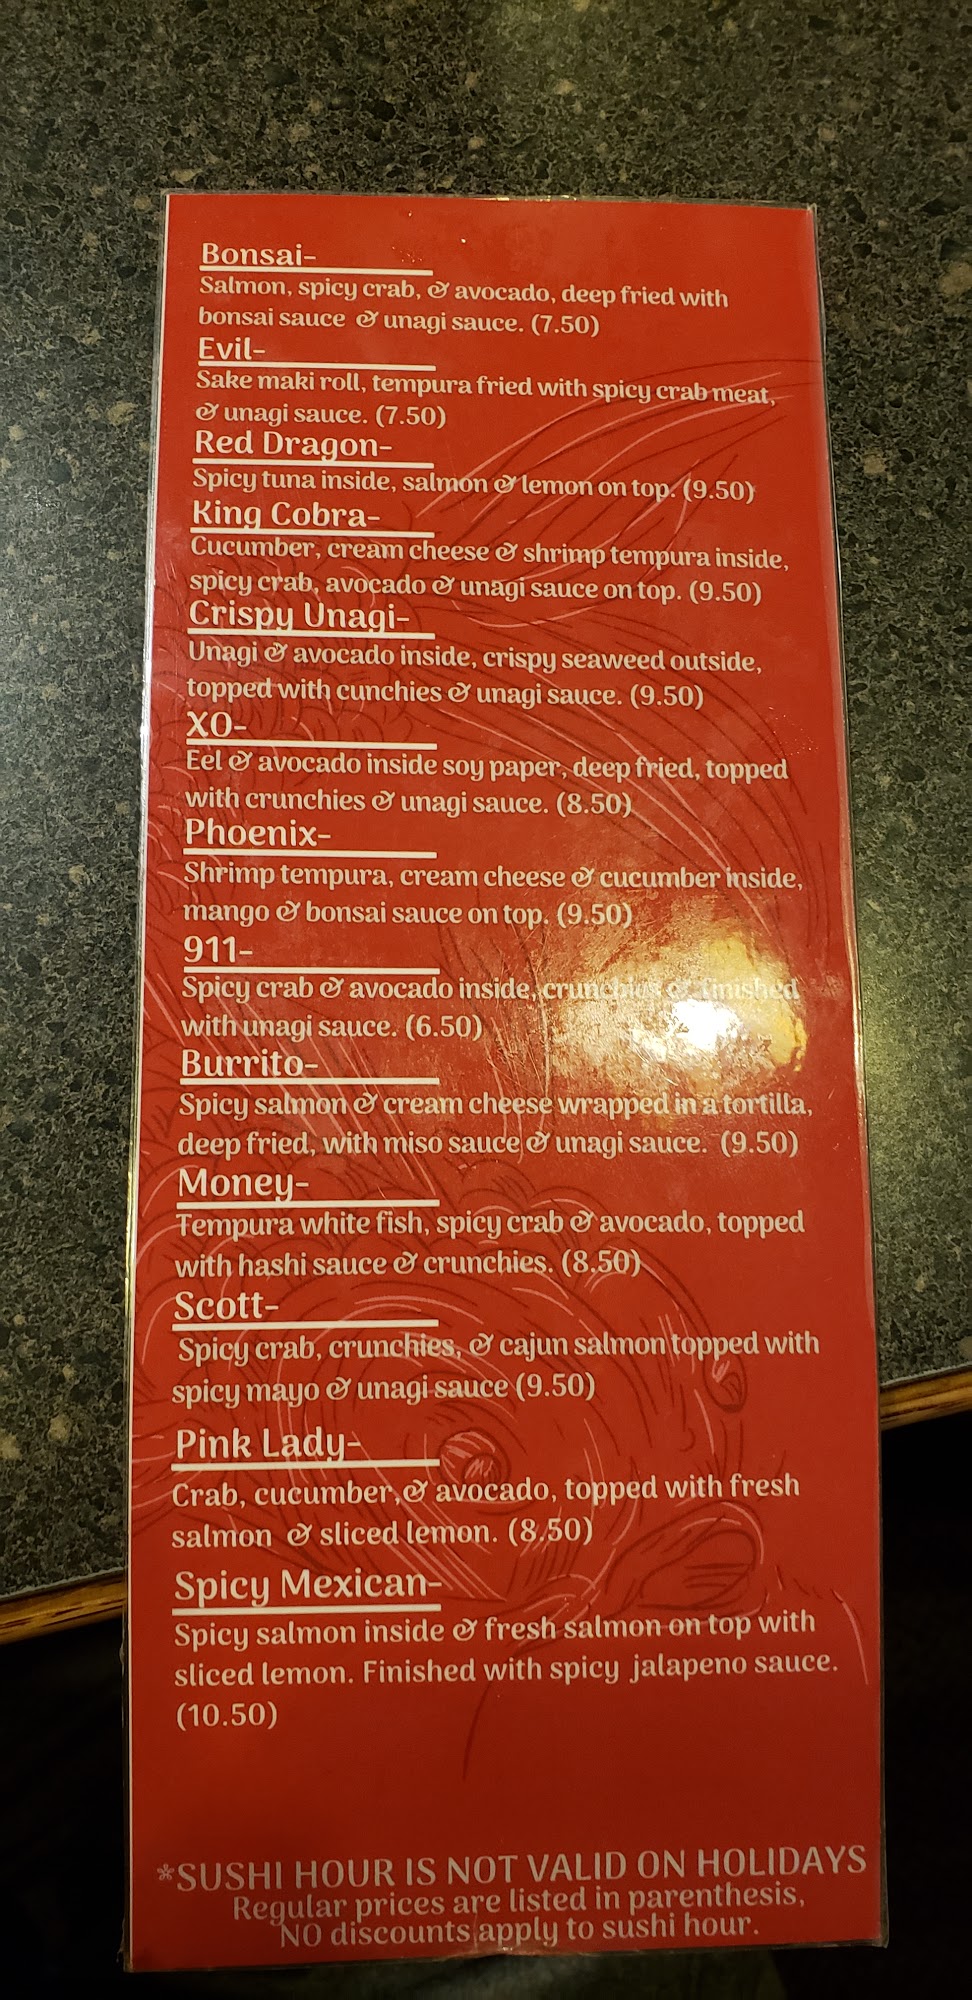 Bonsai-
Salmon, spicy crab, & avocado, deep fried with
bonsai sauce & unagi sauce. (7.50)
Evil-
Sake maki roll, tempura fried with spicy crab meat,
& unagi sauce. (7.50)
Red Dragon-
Spicy tuna inside, salmon & lemon on top. (9.50)
King Cobra-
Cucumber, cream cheese & shrimp tempura inside,
spicy crab, avocado & unagi sauce on top. (9.50)
Crispy Unagi-
Unagi & avocado inside, crispy seaweed outside,
topped with cunchies & unagi sauce. (9.50)
XO-
Eel & avocado inside soy paper, deep fried, topped
with crunchies & unagi sauce. (8.50)
Phoenix-
Shrimp tempura, cream cheese & cucumber inside,
mango & bonsai sauce on top. (9.50)
911-
Spicy crab & avocado inside, crunchies & finished
with unagi sauce. (6.50)
Burrito-
Spicy salmon & cream cheese wrapped in a tortilla,
deep fried, with miso sauce & unagi sauce. (9.50)
Money-
Tempura white fish, spicy crab & avocado, topped
with hashi sauce & crunchies. (8.50)
Scott-
Spicy crab, crunchies, & cajun salmon topped with
spicy mayo & unagi sauce (9.50)
Pink Lady-
Crab, cucumber,& avocado, topped with fresh
salmon & sliced lemon. (8.50)
Spicy Mexican-
Spicy salmon inside & fresh salmon on top with
sliced lemon. Finished with spicy jalapeno sauce.
(10.50)
*SUSHI HOUR IS NOT VALID ON HOLIDAYS
Regular prices are listed in parenthesis,
NO discounts apply to sushi hour.